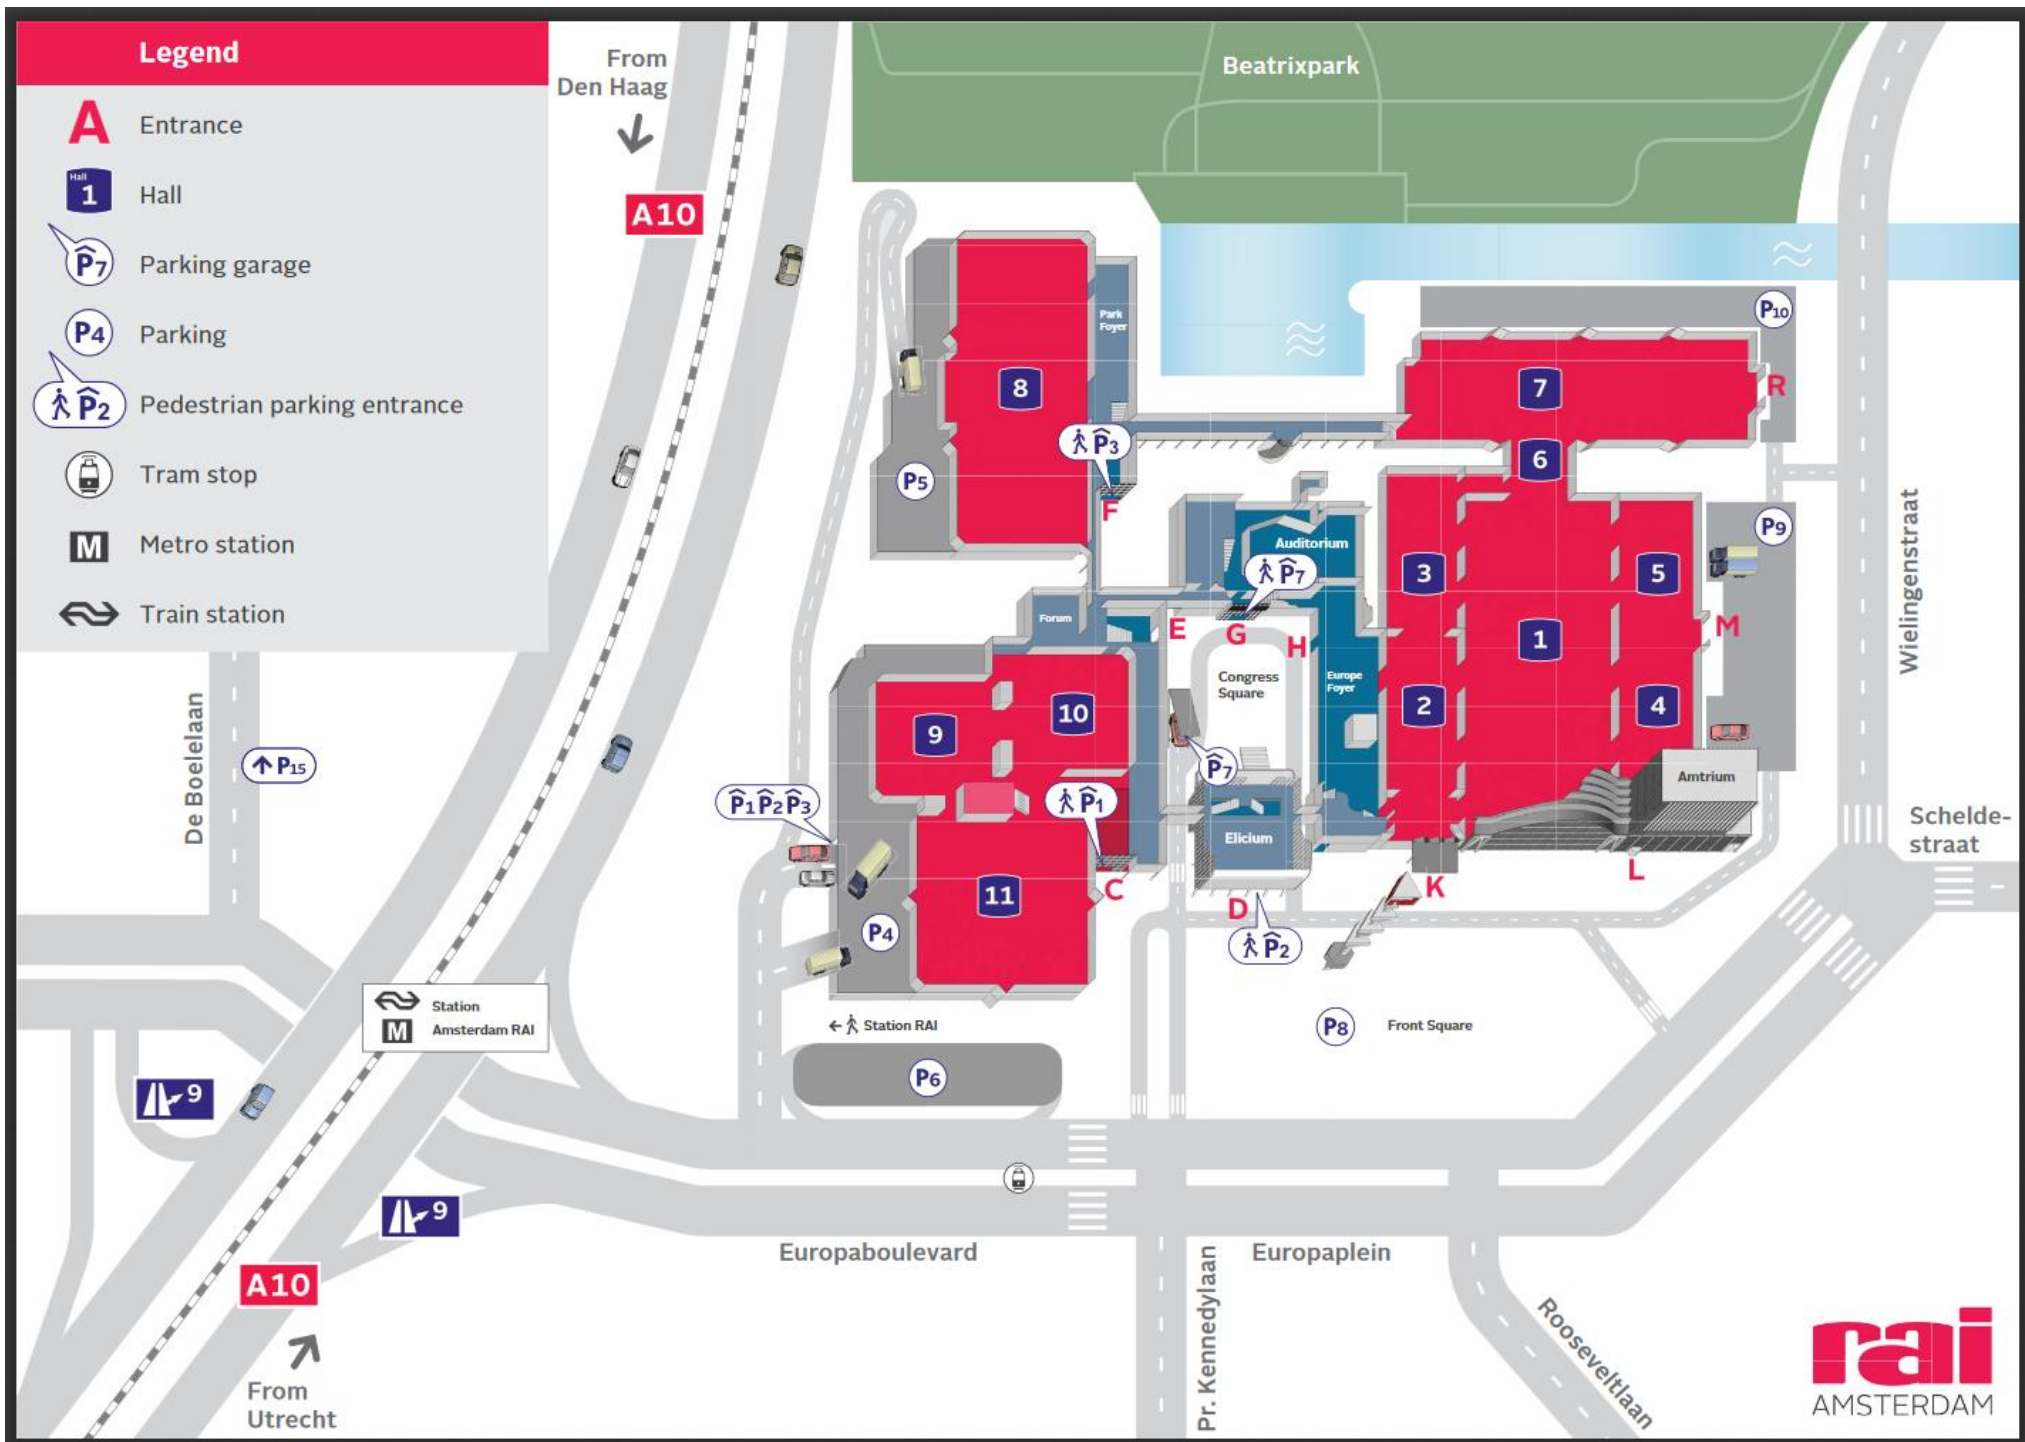 Legend
A Entrance
Hall
1 Hall
P7 Parking garage
P4 Parking
P2 Pedestrian parking entrance
Tram stop
M Metro station
Train station
From
Den Haag
A10
Beatrixpark
Park
Foyer
P10
8
7
R
6
P3
P5
F
P9
Auditorium
3
5
P7
Wielingenstraat
Forum
E
G
H
M
1
Congress
Square
Europe
Foyer
10
2
4
9
De Boelelaan
P15
P7
Amtrium
P1 P2 P3
P1
Schelde-
straat
Elicium
L
11
C
K
D
P4
P2
Station
M Amsterdam RAI
Station RAI
P8
Front Square
P6
9
9
Europaboulevard
Europaplein
A10
Pr. Kennedylaan
Rooseveltlaan
From
Utrecht
rai
AMSTERDAM